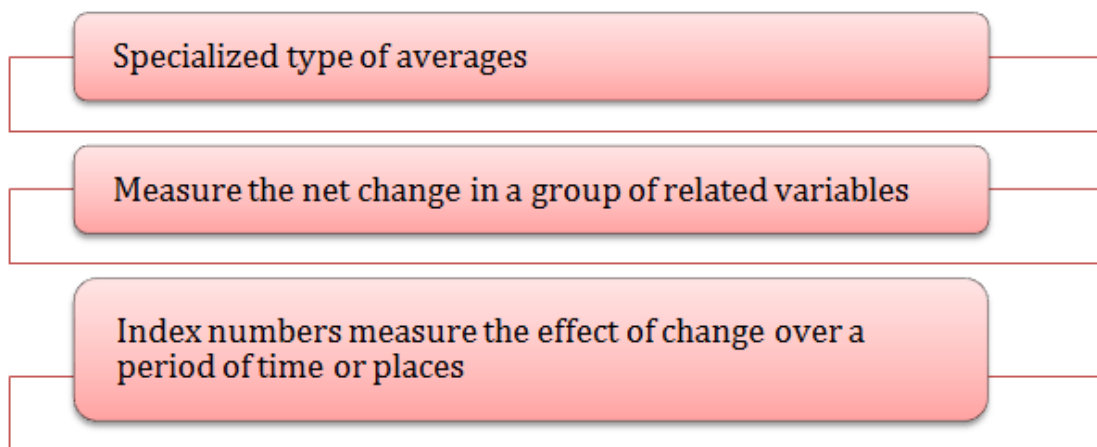 Specialized type of averages
Measure the net change in a group of related variables
Index numbers measure the effect of change over a
period of time or places